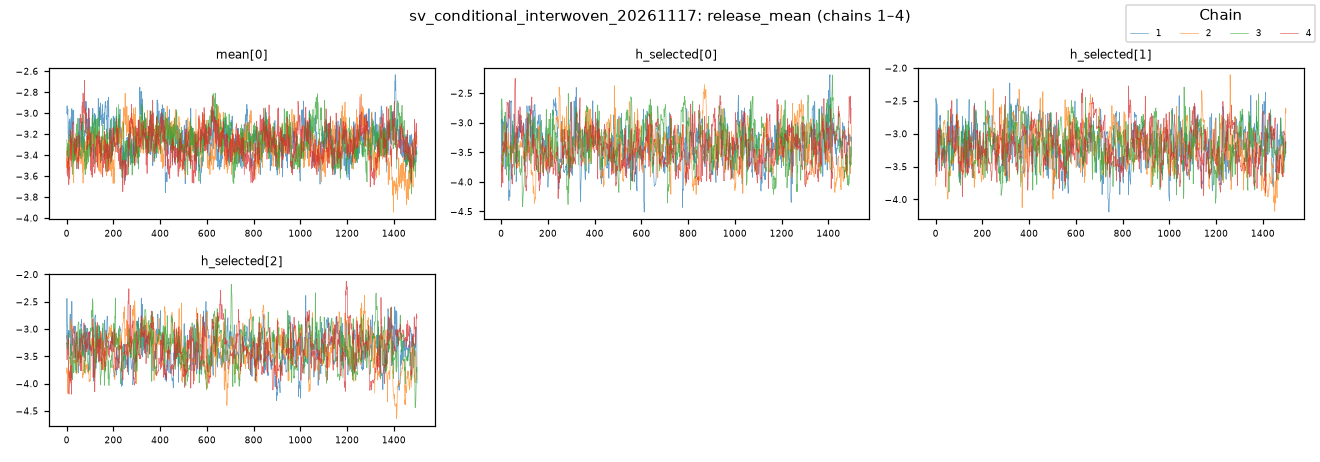 sv_conditional_interwoven_20261117: release_mean (chains 1–4)
Chain
1 2 3 4
mean[0]
−2.6
−2.8
−3.0
−3.2
−3.4
−3.6
−3.8
−4.0
0 200 400 600 800 1000 1200 1400
h_selected[0]
−2.5
−3.0
−3.5
−4.0
−4.5
0 200 400 600 800 1000 1200 1400
h_selected[1]
−2.0
−2.5
−3.0
−3.5
−4.0
0 200 400 600 800 1000 1200 1400
h_selected[2]
−2.0
−2.5
−3.0
−3.5
−4.0
−4.5
0 200 400 600 800 1000 1200 1400